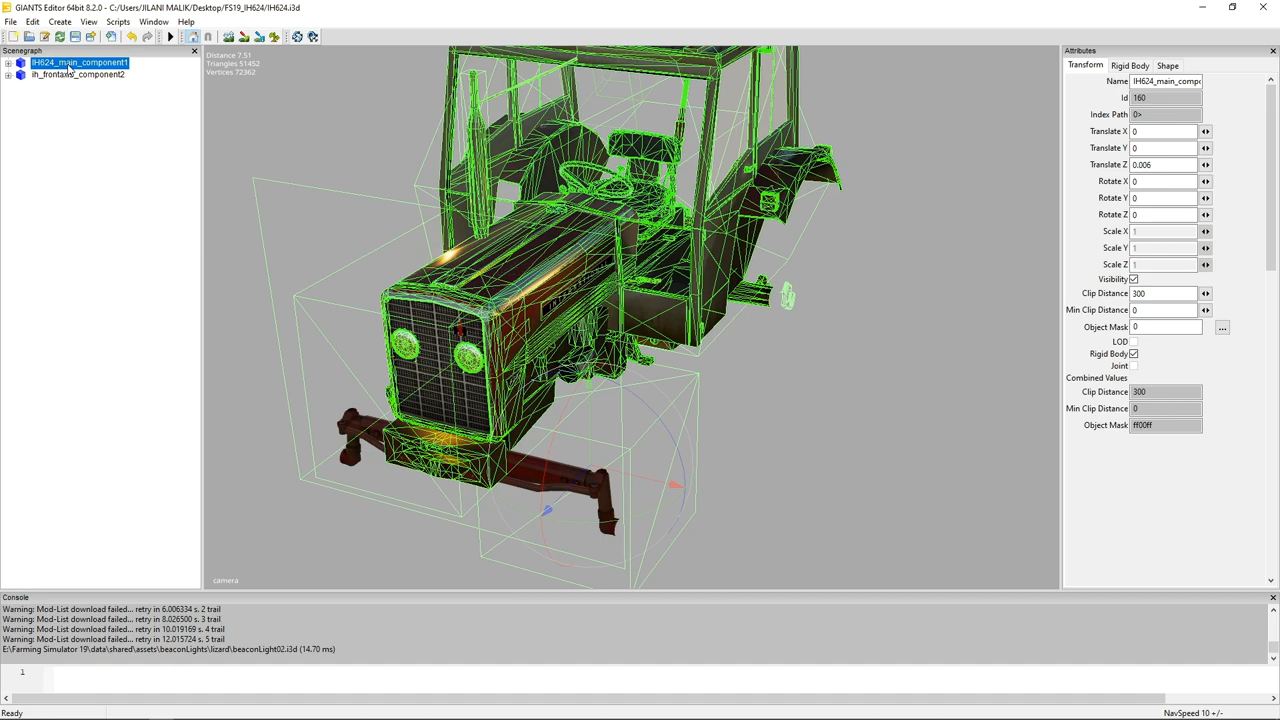 GIANTS Editor 64bit 8.2.0 - C:/Users/JILANI MALIK/Desktop/FS19_IH624/IH624.i3d
File Edit Create View Scripts Window Help
Scenegraph
IH624_main_component1
ih_frontaxis_component2
Distance 7.51
Triangles 51452
Vertices 72362
camera
Attributes
Transform Rigid Body Shape
Name IH624_main_compo
Id 160
Index Path 0>
Translate X 0
Translate Y 0
Translate Z 0.006
Rotate X 0
Rotate Y 0
Rotate Z 0
Scale X 1
Scale Y 1
Scale Z 1
Visibility
Clip Distance 300
Min Clip Distance 0
Object Mask 0 ...
LOD
Rigid Body
Joint
Combined Values
Clip Distance 300
Min Clip Distance 0
Object Mask ff00ff
Console
Warning: Mod-List download failed... retry in 6.006334 s. 2 trail
Warning: Mod-List download failed... retry in 8.026500 s. 3 trail
Warning: Mod-List download failed... retry in 10.019169 s. 4 trail
Warning: Mod-List download failed... retry in 12.015724 s. 5 trail
E:\Farming Simulator 19\data\shared\assets\beaconLights\lizard\beaconLight02.i3d (14.70 ms)
1
Ready
NavSpeed 10 +/-